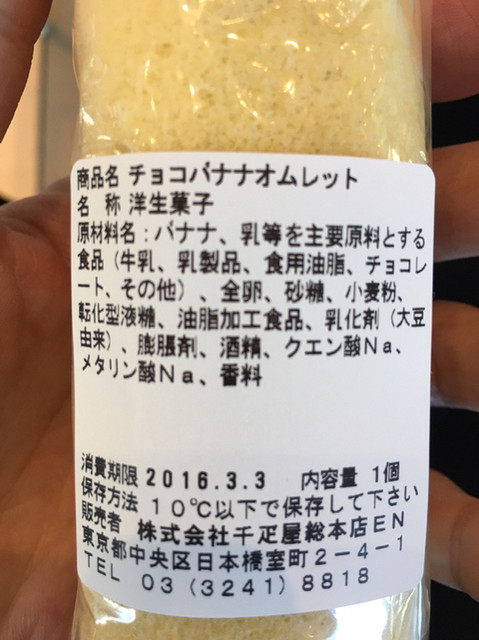 商品名 チョコバナナオムレット
名 称 洋生菓子
原材料名：バナナ、乳等を主要原料とする
食品（牛乳、乳製品、食用油脂、チョコレ
ート、その他）、全卵、砂糖、小麦粉、
転化型液糖、油脂加工食品、乳化剤（大豆
由来）、膨脹剤、酒精、クエン酸Ｎａ、
メタリン酸Ｎａ、香料
消費期限 2016.3.3 内容量 1個
保存方法 １０℃以下で保存して下さい
販売者 株式会社千疋屋総本店ＥＮ
東京都中央区日本橋室町２－４－１
ＴＥＬ ０３（３２４１）８８１８